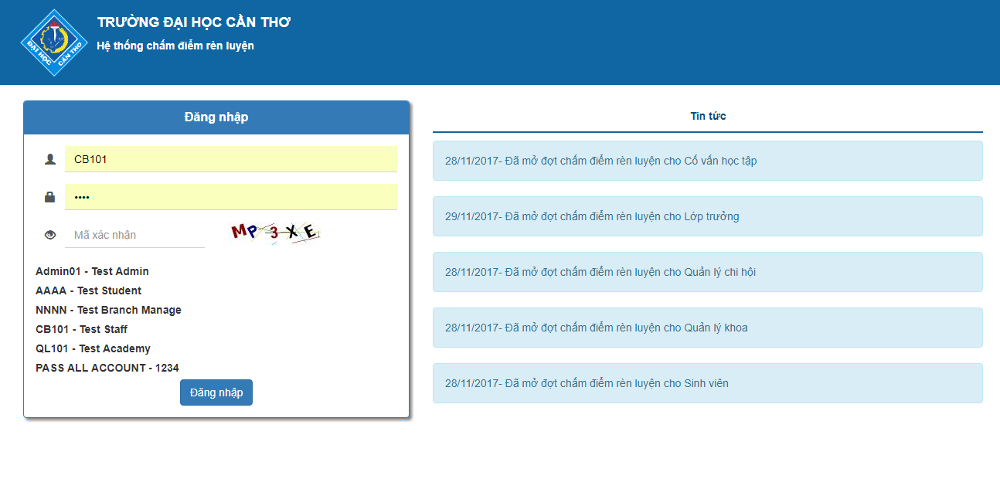 TRƯỜNG ĐẠI HỌC CẦN THƠ
Hệ thống chấm điểm rèn luyện
ĐẠI HỌC CẦN THƠ
Đăng nhập
CB101
••••
Mã xác nhận
MP3XE
Admin01 - Test Admin
AAAA - Test Student
NNNN - Test Branch Manage
CB101 - Test Staff
QL101 - Test Academy
PASS ALL ACCOUNT - 1234
Đăng nhập
Tin tức
28/11/2017- Đã mở đợt chấm điểm rèn luyện cho Cố vấn học tập
29/11/2017- Đã mở đợt chấm điểm rèn luyện cho Lớp trưởng
28/11/2017- Đã mở đợt chấm điểm rèn luyện cho Quản lý chi hội
28/11/2017- Đã mở đợt chấm điểm rèn luyện cho Quản lý khoa
28/11/2017- Đã mở đợt chấm điểm rèn luyện cho Sinh viên